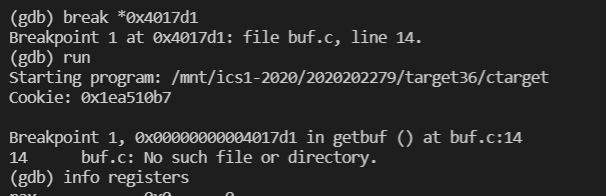 (gdb) break *0x4017d1
Breakpoint 1 at 0x4017d1: file buf.c, line 14.
(gdb) run
Starting program: /mnt/ics1-2020/2020202279/target36/ctarget
Cookie: 0x1ea510b7

Breakpoint 1, 0x00000000004017d1 in getbuf () at buf.c:14
14 buf.c: No such file or directory.
(gdb) info registers